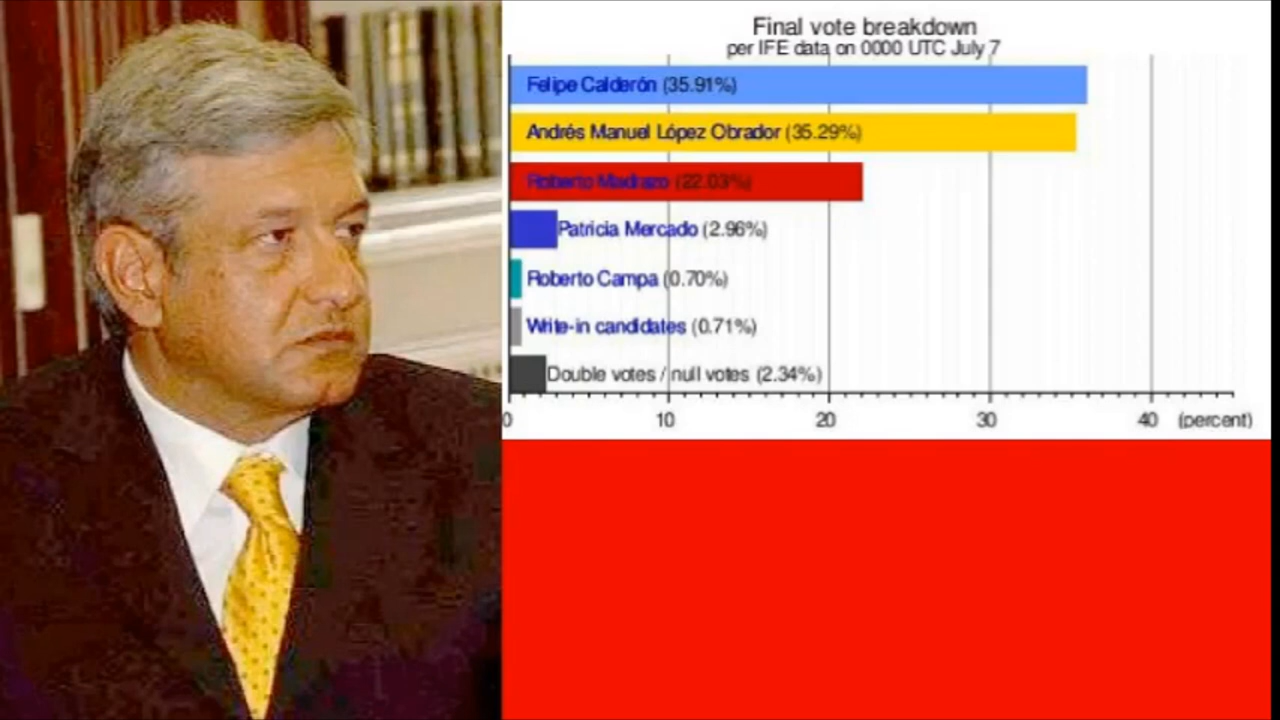 Final vote breakdown
per IFE data on 0000 UTC July 7
Felipe Calderón (35.91%)
Andrés Manuel López Obrador (35.29%)
Roberto Madrazo (22.03%)
Patricia Mercado (2.96%)
Roberto Campa (0.70%)
Write-in candidates (0.71%)
Double votes / null votes (2.34%)
0 10 20 30 40 (percent)